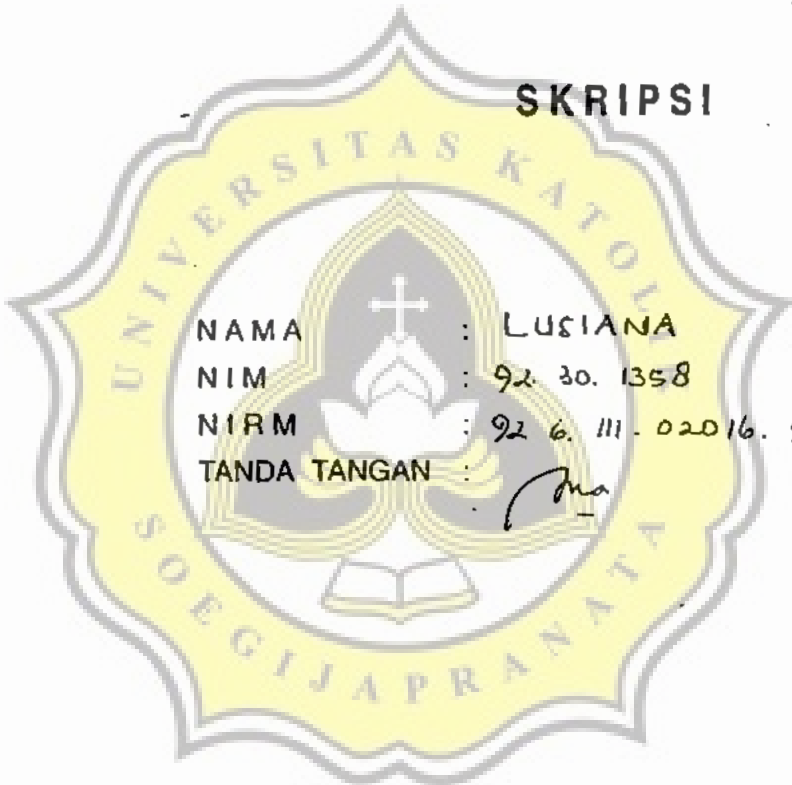 SKRIPSI
UNIVERSITAS KATOLIK
NAMA : LUSIANA
NIM : 92. 30. 1358
NIRM : 92 6. 111. 02016.
TANDA TANGAN :
SOEGIJAPRANATA